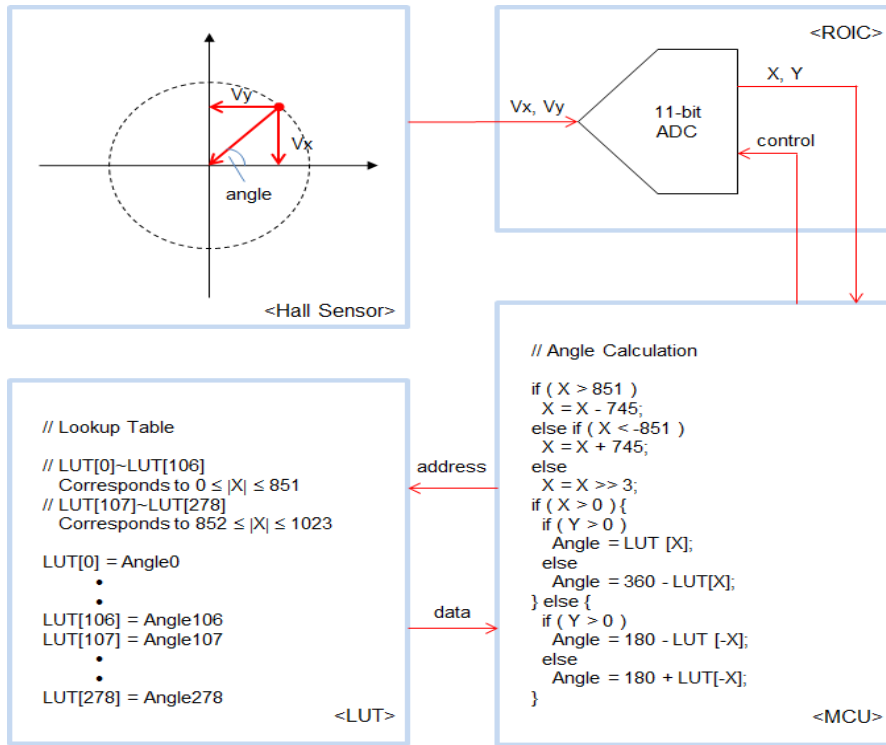 Vy
Vx
angle
<Hall Sensor>
<ROIC>
Vx, Vy
11-bit
ADC
X, Y
control
// Lookup Table
// LUT[0]~LUT[106]
Corresponds to 0 ≤ |X| ≤ 851
// LUT[107]~LUT[278]
Corresponds to 852 ≤ |X| ≤ 1023
LUT[0] = Angle0
LUT[106] = Angle106
LUT[107] = Angle107
LUT[278] = Angle278
<LUT>
address
data
// Angle Calculation
if ( X > 851 )
X = X - 745;
else if ( X < -851 )
X = X + 745;
else
X = X >> 3;
if ( X > 0 ) {
if ( Y > 0 )
Angle = LUT [X];
else
Angle = 360 - LUT[X];
} else {
if ( Y > 0 )
Angle = 180 - LUT [-X];
else
Angle = 180 + LUT[-X];
}
<MCU>